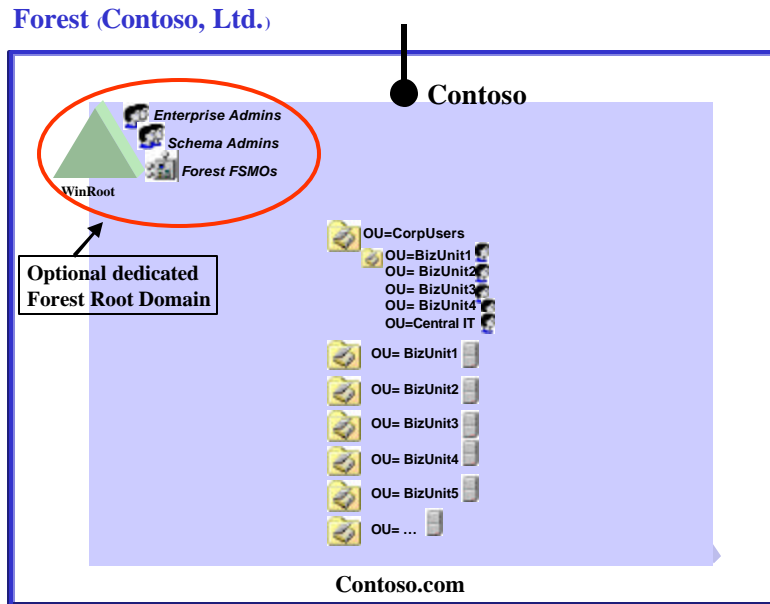 Forest (Contoso, Ltd.)
Contoso
Enterprise Admins
Schema Admins
Forest FSMOs
WinRoot
Optional dedicated
Forest Root Domain
OU=CorpUsers
OU=BizUnit1
OU= BizUnit2
OU= BizUnit3
OU= BizUnit4
OU=Central IT
OU= BizUnit1
OU= BizUnit2
OU= BizUnit3
OU= BizUnit4
OU= BizUnit5
OU= …
Contoso.com